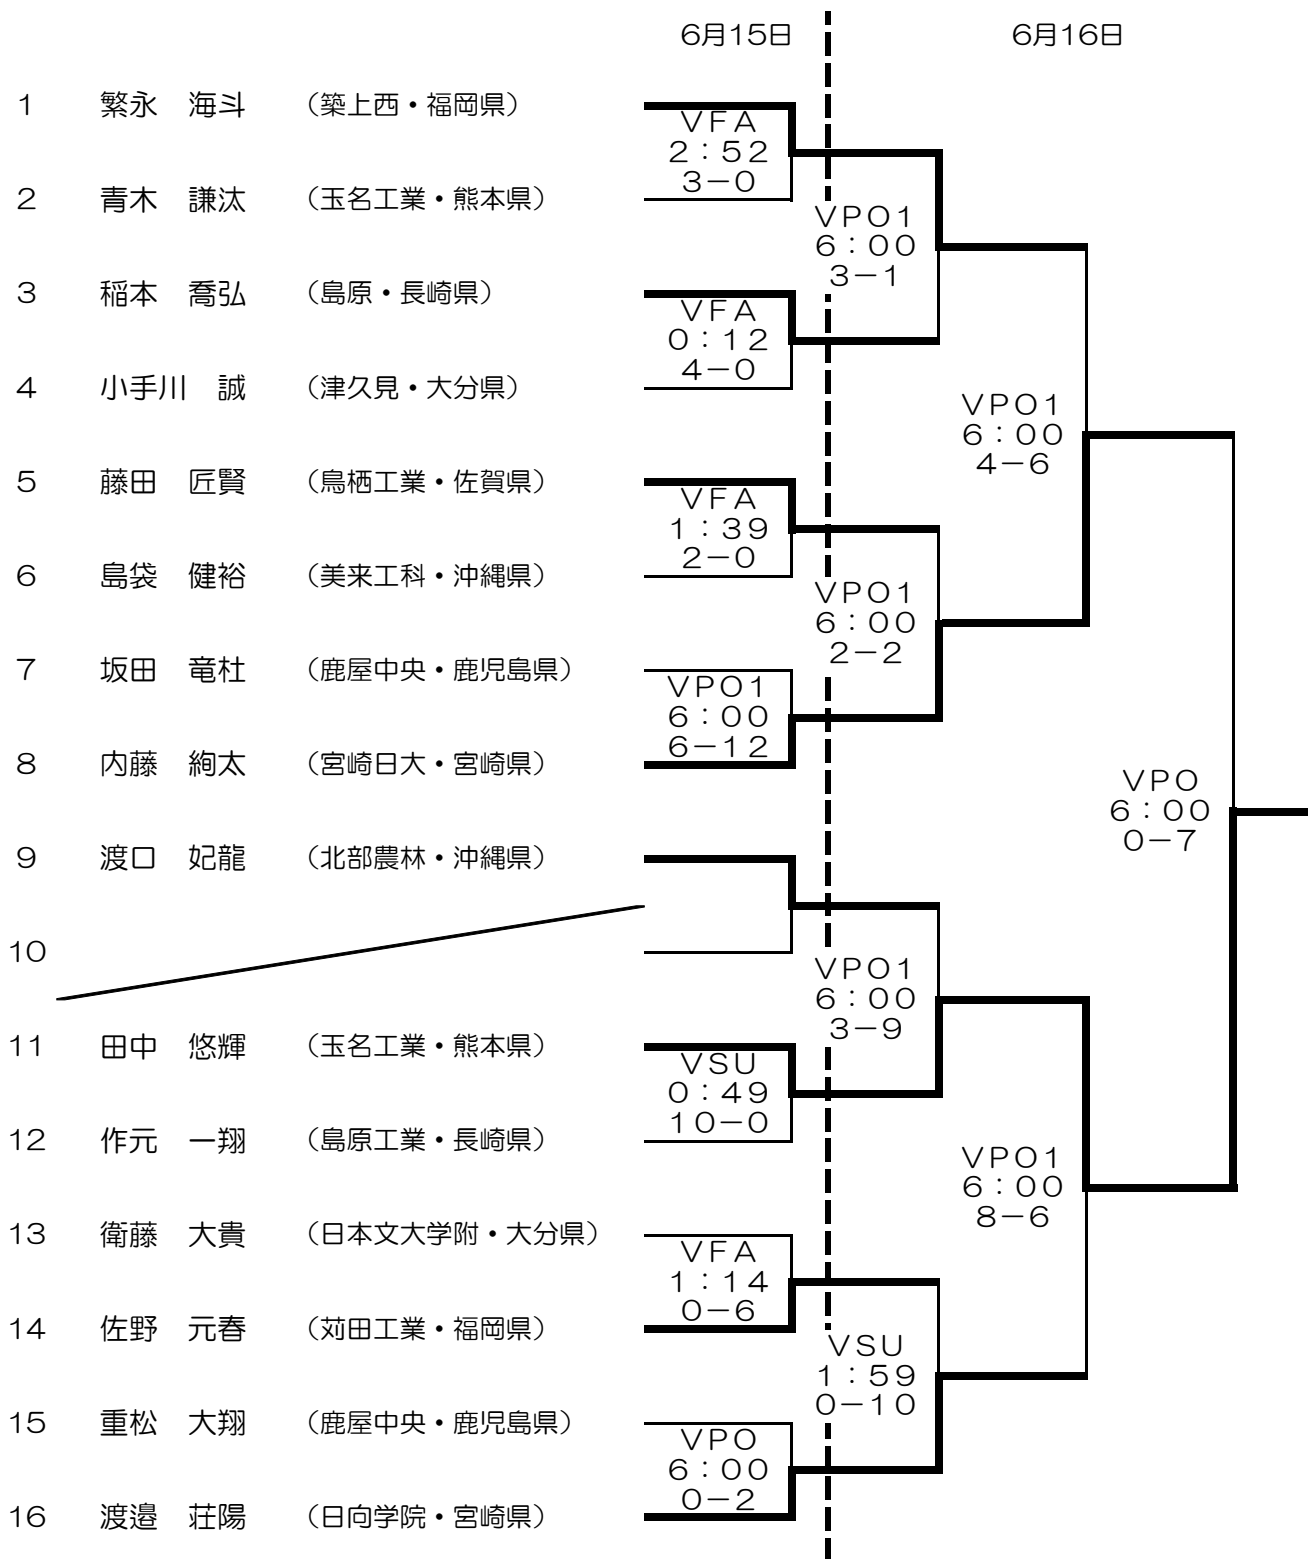 6月15日 6月16日
1 繁永 海斗 （築上西・福岡県）
VFA
2:52
3-0
2 青木 謙汰 （玉名工業・熊本県）
VPO1
6:00
3-1
3 稲本 喬弘 （島原・長崎県）
VFA
0:12
4-0
4 小手川 誠 （津久見・大分県）
VPO1
6:00
4-6
5 藤田 匠賢 （鳥栖工業・佐賀県）
VFA
1:39
2-0
6 島袋 健裕 （美来工科・沖縄県）
VPO1
6:00
2-2
7 坂田 竜杜 （鹿屋中央・鹿児島県）
VPO1
6:00
6-12
8 内藤 絢太 （宮崎日大・宮崎県）
VPO
6:00
0-7
9 渡口 妃龍 （北部農林・沖縄県）
10
VPO1
6:00
3-9
11 田中 悠輝 （玉名工業・熊本県）
VSU
0:49
10-0
12 作元 一翔 （島原工業・長崎県）
VPO1
6:00
8-6
13 衛藤 大貴 （日本文大学附・大分県）
VFA
1:14
0-6
14 佐野 元春 （苅田工業・福岡県）
VSU
1:59
0-10
15 重松 大翔 （鹿屋中央・鹿児島県）
VPO
6:00
0-2
16 渡邉 荘陽 （日向学院・宮崎県）